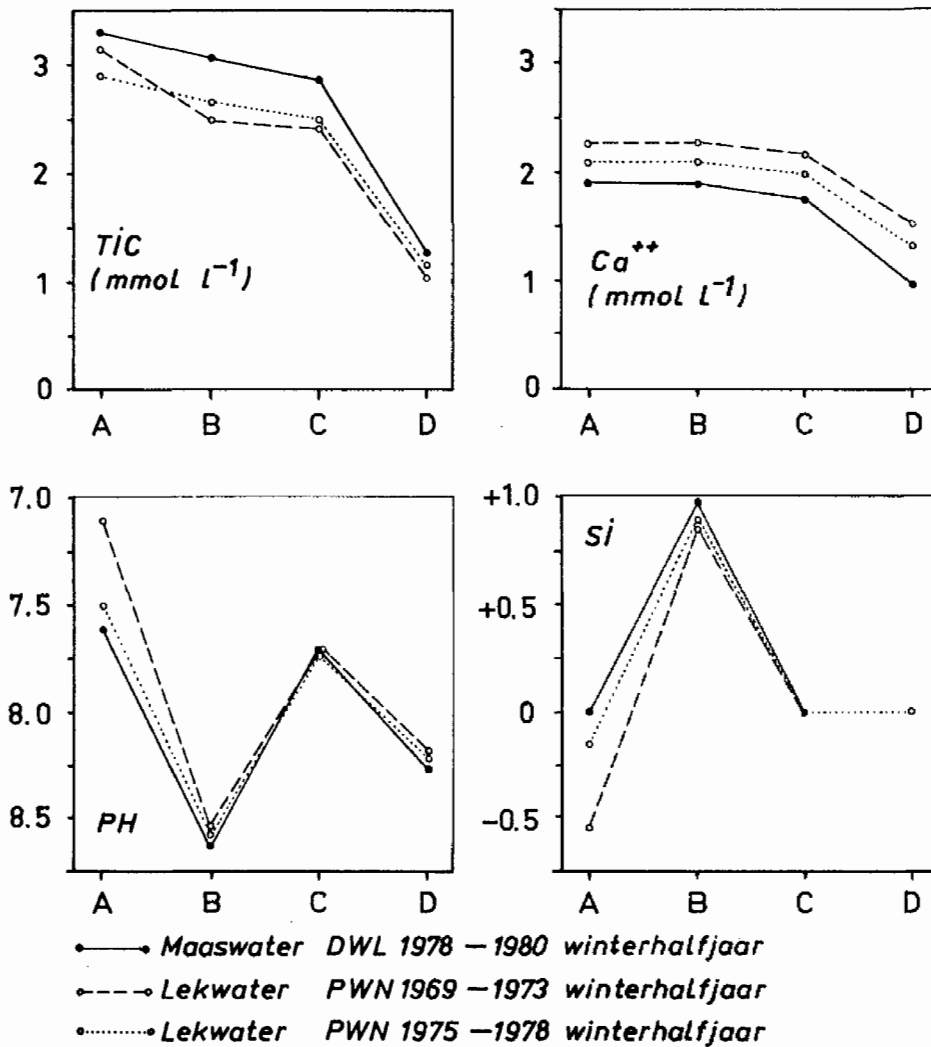 3
2
1
0
TiC
(mmol l⁻¹)
A B C D
3
2
1
0
Ca⁺⁺
(mmol l⁻¹)
A B C D
7.0
7.5
8.0
8.5
PH
A B C D
+1.0
+0.5
0
−0.5
Si
A B C D
Maaswater DWL 1978 — 1980 winterhalfjaar
Lekwater PWN 1969 — 1973 winterhalfjaar
Lekwater PWN 1975 — 1978 winterhalfjaar